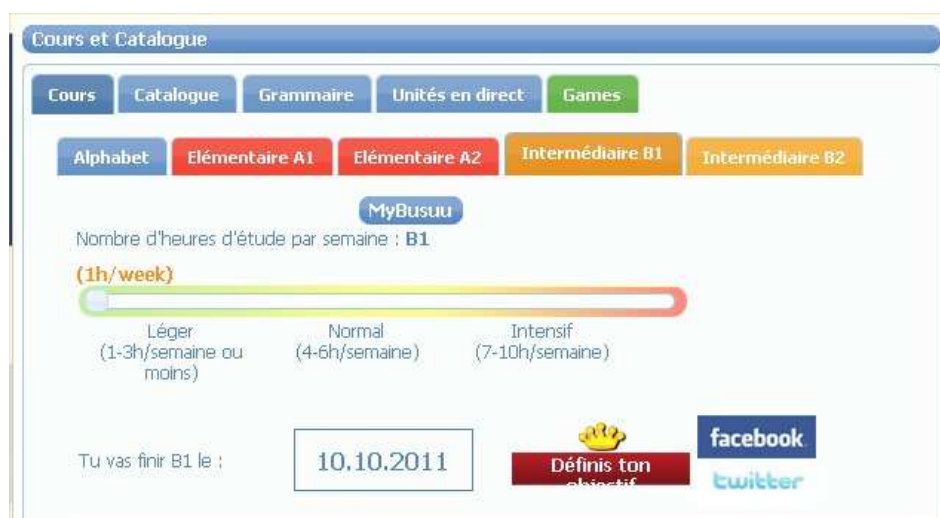 Cours et Catalogue
Cours Catalogue Grammaire Unités en direct Games
Alphabet Elémentaire A1 Elémentaire A2 Intermédiaire B1 Intermédiaire B2
MyBusuu
Nombre d'heures d'étude par semaine : B1
(1h/week)
Léger Normal Intensif
(1-3h/semaine ou (4-6h/semaine) (7-10h/semaine)
moins)
Tu vas finir B1 le :
10.10.2011
Définis ton
objectif
facebook
twitter